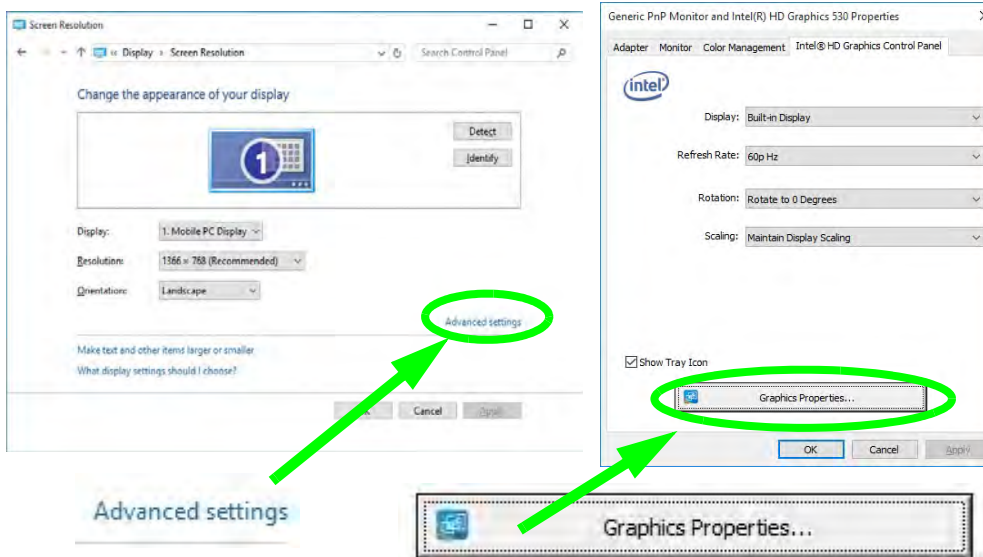 Screen Resolution
« Display › Screen Resolution
Search Control Panel
Change the appearance of your display
1
Detect
Identify
Display: 1. Mobile PC Display
Resolution: 1366 × 768 (Recommended)
Orientation: Landscape
Advanced settings
Make text and other items larger or smaller
What display settings should I choose?
Cancel Apply
Generic PnP Monitor and Intel(R) HD Graphics 530 Properties
Adapter Monitor Color Management Intel® HD Graphics Control Panel
intel
Display: Built-in Display
Refresh Rate: 60p Hz
Rotation: Rotate to 0 Degrees
Scaling: Maintain Display Scaling
Show Tray Icon
Graphics Properties...
OK Cancel Apply
Advanced settings
Graphics Properties...